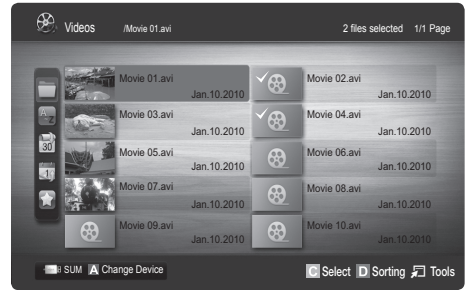 Videos /Movie 01.avi 2 files selected 1/1 Page
Movie 01.avi Movie 02.avi
Jan.10.2010 Jan.10.2010
Movie 03.avi Movie 04.avi
Jan.10.2010 Jan.10.2010
30
Movie 05.avi Movie 06.avi
Jan.10.2010 Jan.10.2010
1
Movie 07.avi Movie 08.avi
Jan.10.2010 Jan.10.2010
Movie 09.avi Movie 10.avi
Jan.10.2010 Jan.10.2010
SUM A Change Device C Select D Sorting Tools